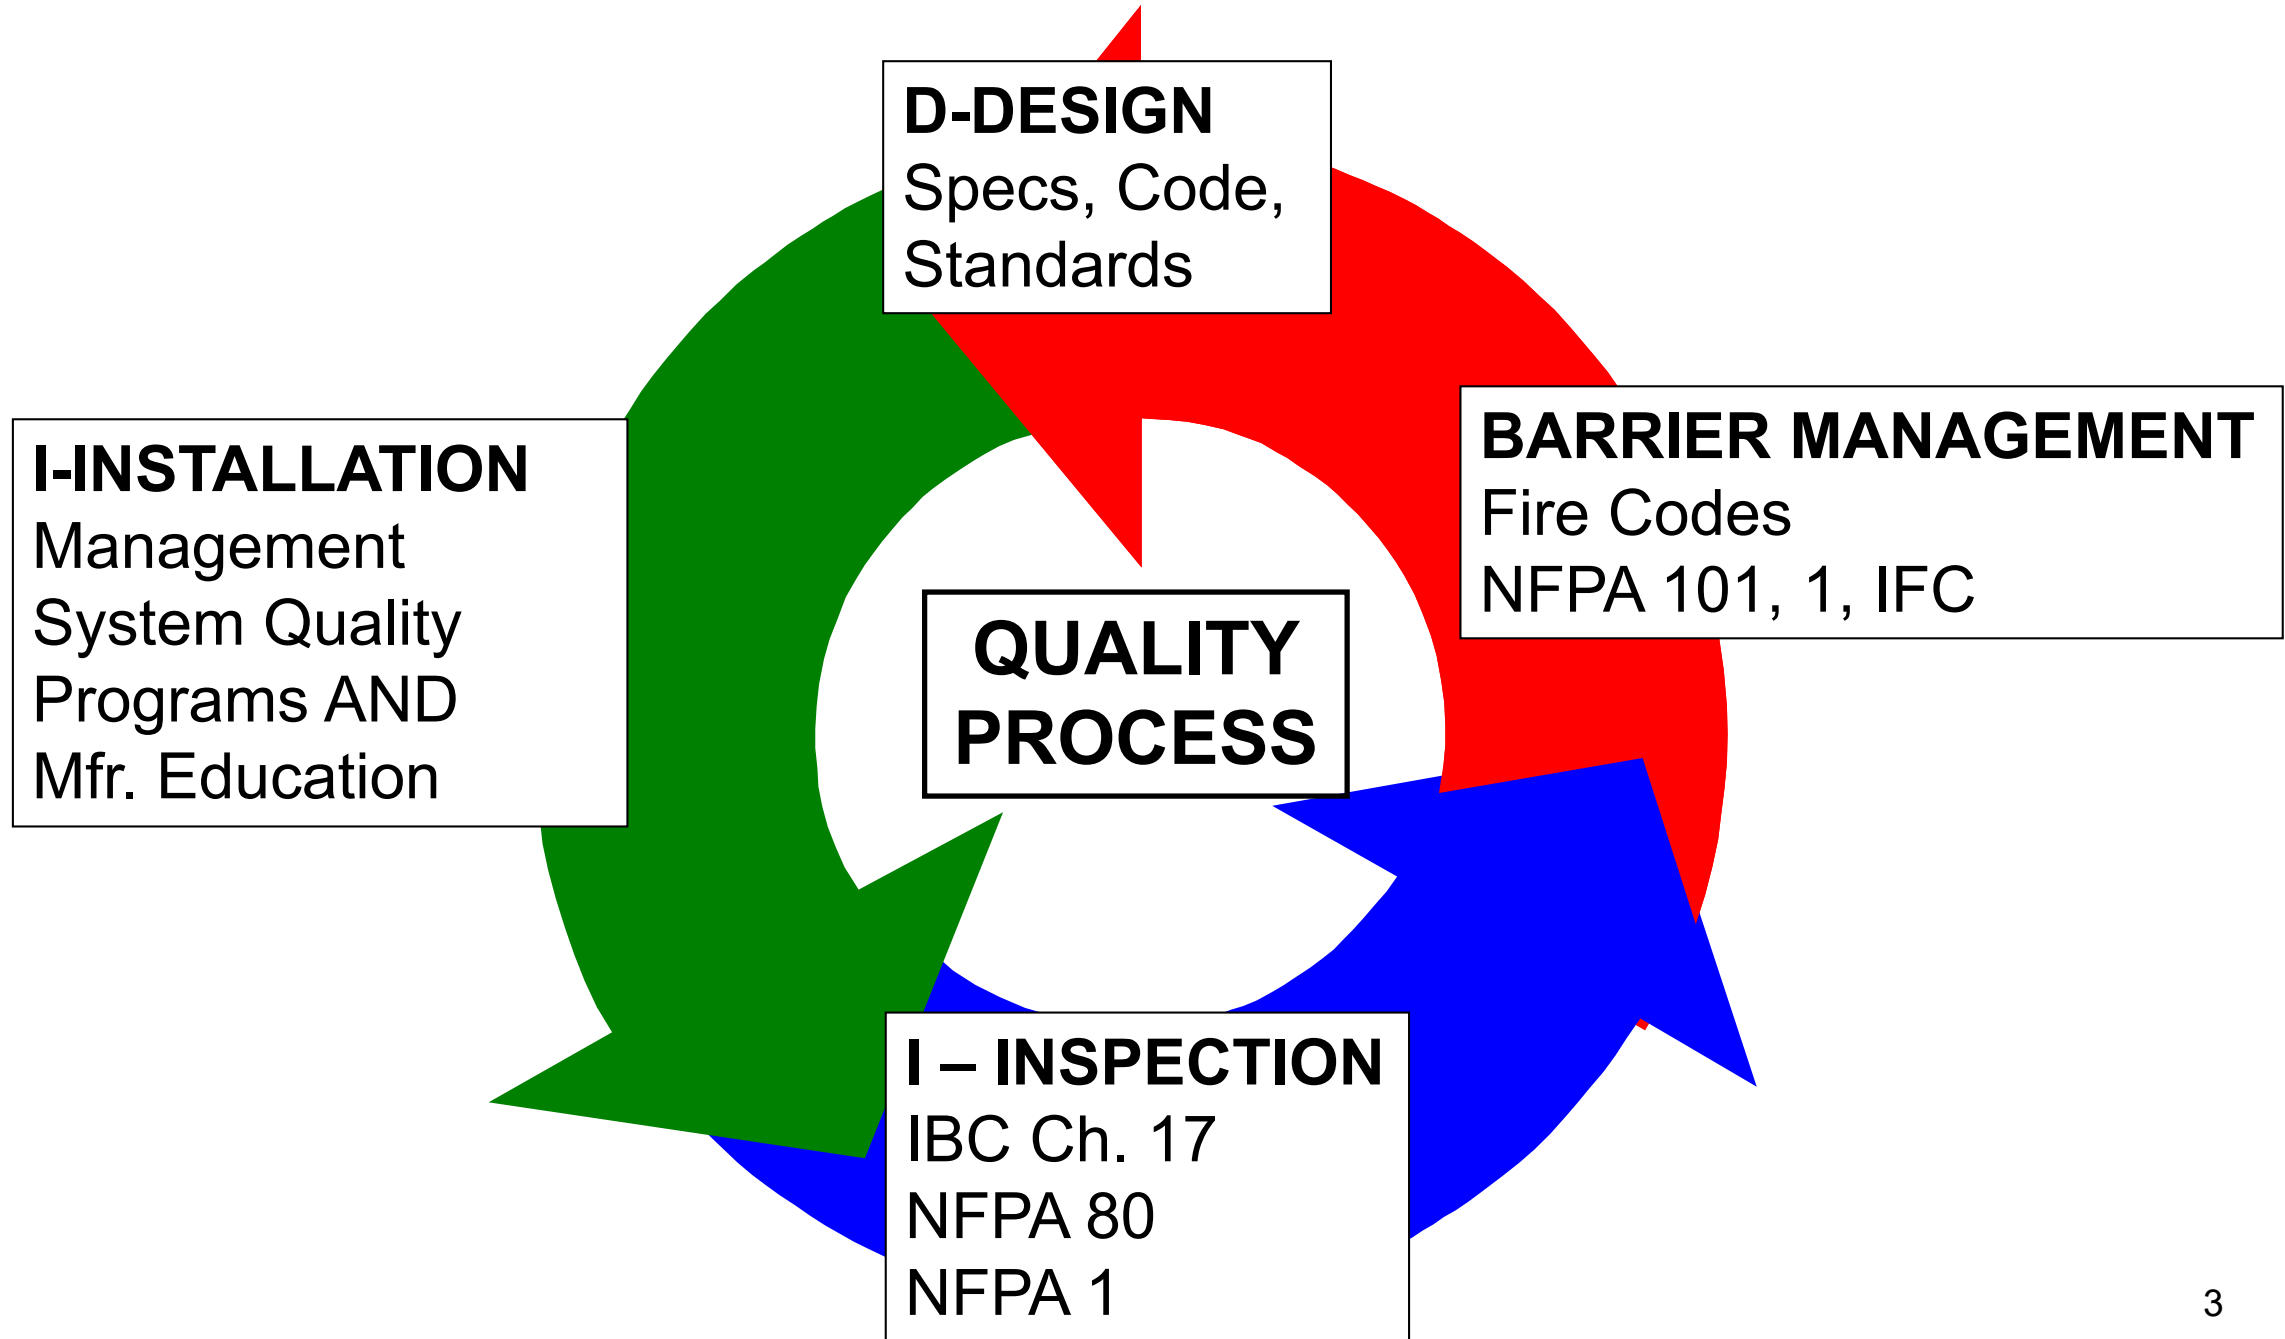 D-DESIGN
Specs, Code,
Standards
I-INSTALLATION
Management
System Quality
Programs AND
Mfr. Education
BARRIER MANAGEMENT
Fire Codes
NFPA 101, 1, IFC
QUALITY
PROCESS
I – INSPECTION
IBC Ch. 17
NFPA 80
NFPA 1
3